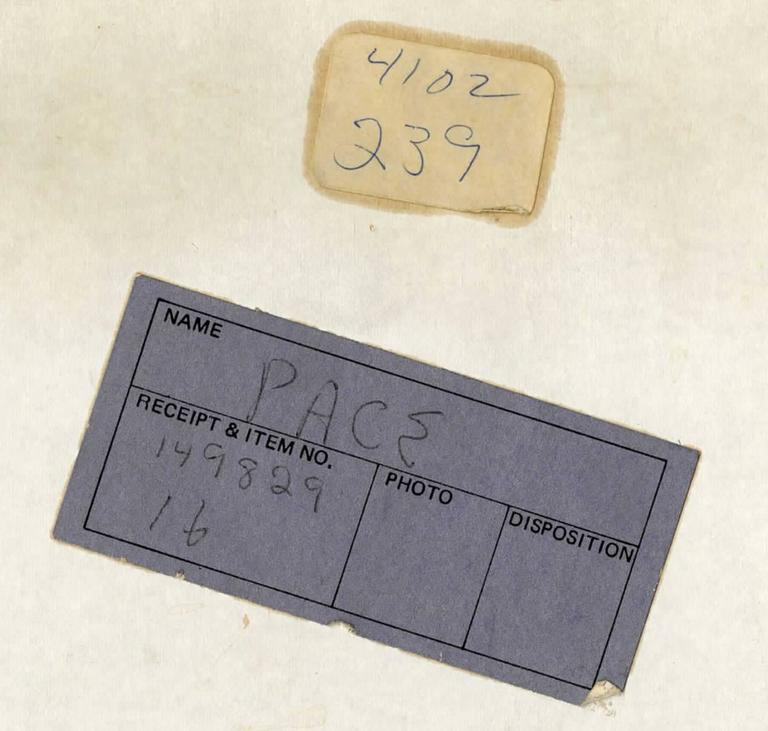 4102
239
NAME
PACE
RECEIPT & ITEM NO.
149829
16
PHOTO
DISPOSITION